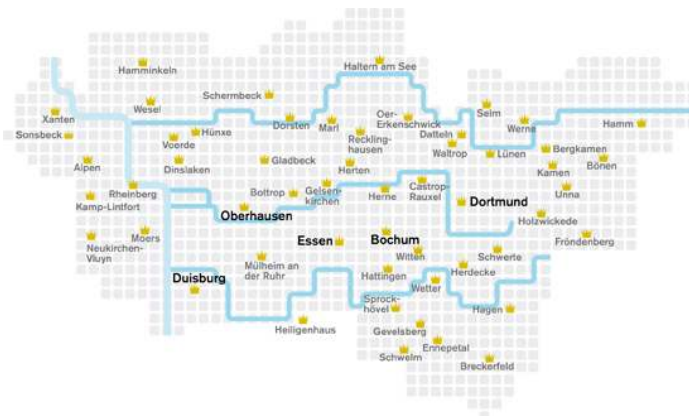 Haltern am See
Hamminkeln
Schermbeck
Wesel
Xanten
Sonsbeck
Hünxe
Voorde
Dorsten
Marl
Oer-
Erkenschwick
Reckling-
hausen
Datteln
Selm
Werne
Hamm
Waltrop
Lünen
Bergkamen
Bönen
Kamen
Alpen
Dinslaken
Gladbeck
Herten
Rheinberg
Kamp-Lintfort
Bottrop
Gelsen-
kirchen
Herne
Castrop-
Rauxel
Dortmund
Unna
Oberhausen
Holzwickede
Moers
Neukirchen-
Vluyn
Essen
Bochum
Witten
Schwerte
Fröndenberg
Mülheim an
der Ruhr
Hattingen
Herdecke
Duisburg
Wetter
Sprock-
hövel
Hagen
Heiligenhaus
Gevelsberg
Ennepetal
Schwelm
Breckerfeld